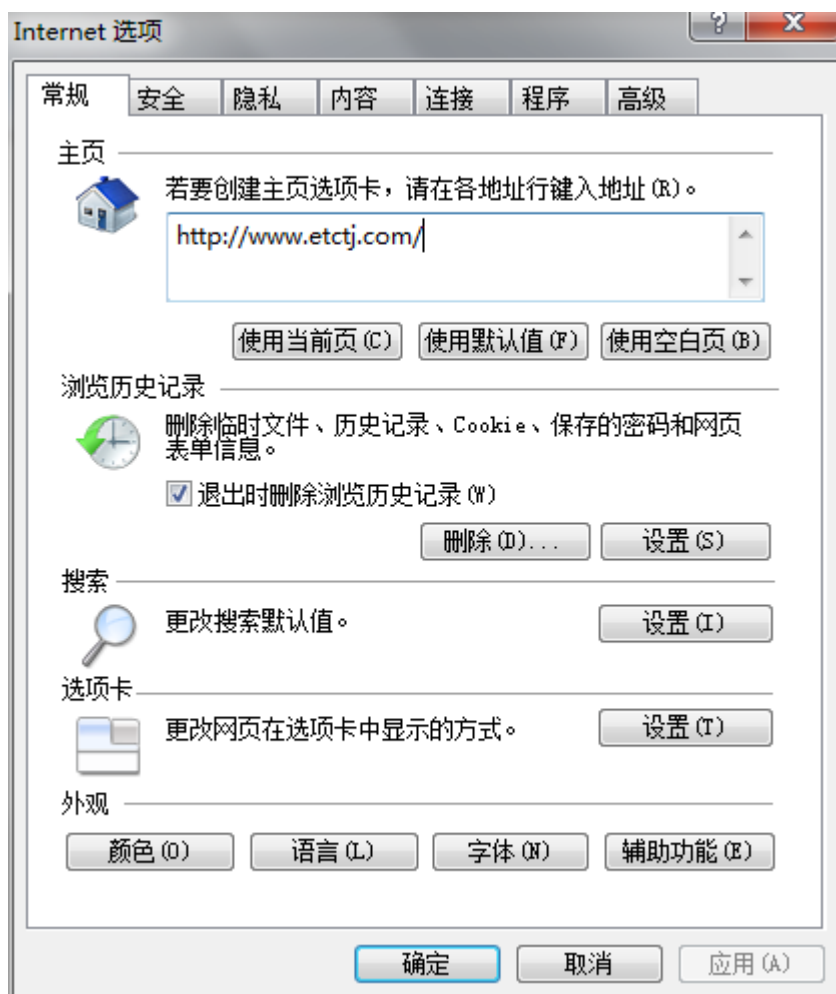 Internet 选项
常规 安全 隐私 内容 连接 程序 高级
主页
若要创建主页选项卡，请在各地址行键入地址(R)。
http://www.etctj.com/
使用当前页(C) 使用默认值(F) 使用空白页(B)
浏览历史记录
删除临时文件、历史记录、Cookie、保存的密码和网页
表单信息。
退出时删除浏览历史记录(W)
删除(D)... 设置(S)
搜索
更改搜索默认值。 设置(I)
选项卡
更改网页在选项卡中显示的方式。 设置(T)
外观
颜色(O) 语言(L) 字体(N) 辅助功能(E)
确定 取消 应用(A)